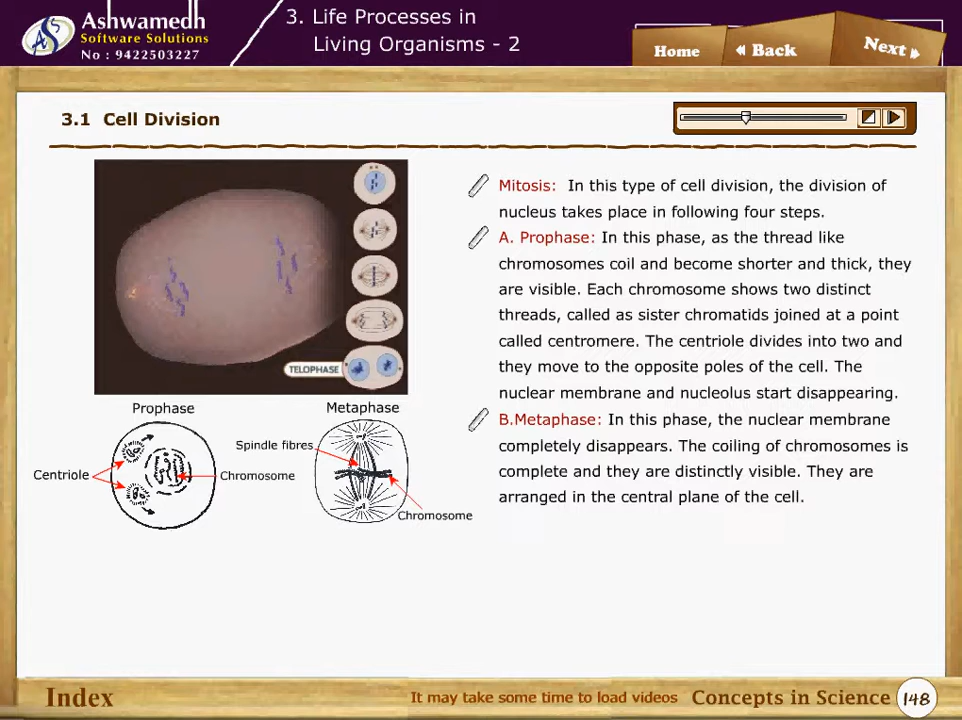 Ashwamedh
Software Solutions
No : 9422503227
AS
3. Life Processes in
Living Organisms - 2
Home
Back
Next
3.1 Cell Division
TELOPHASE
Prophase
Metaphase
Spindle fibres
Centriole
Chromosome
Chromosome
Mitosis: In this type of cell division, the division of
nucleus takes place in following four steps.
A. Prophase: In this phase, as the thread like
chromosomes coil and become shorter and thick, they
are visible. Each chromosome shows two distinct
threads, called as sister chromatids joined at a point
called centromere. The centriole divides into two and
they move to the opposite poles of the cell. The
nuclear membrane and nucleolus start disappearing.
B.Metaphase: In this phase, the nuclear membrane
completely disappears. The coiling of chromosomes is
complete and they are distinctly visible. They are
arranged in the central plane of the cell.
Index
It may take some time to load videos
Concepts in Science
148